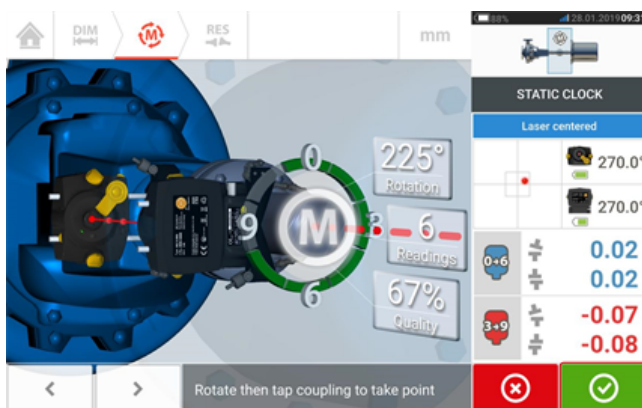 88%
28.01.2019 09:3
DIM
M
RES
mm
STATIC CLOCK
Laser centered
0
9
3
6
M
225°
Rotation
6
Readings
67%
Quality
270.0°
270.0°
0→6
0.02
0.02
3→9
-0.07
-0.08
Rotate then tap coupling to take point